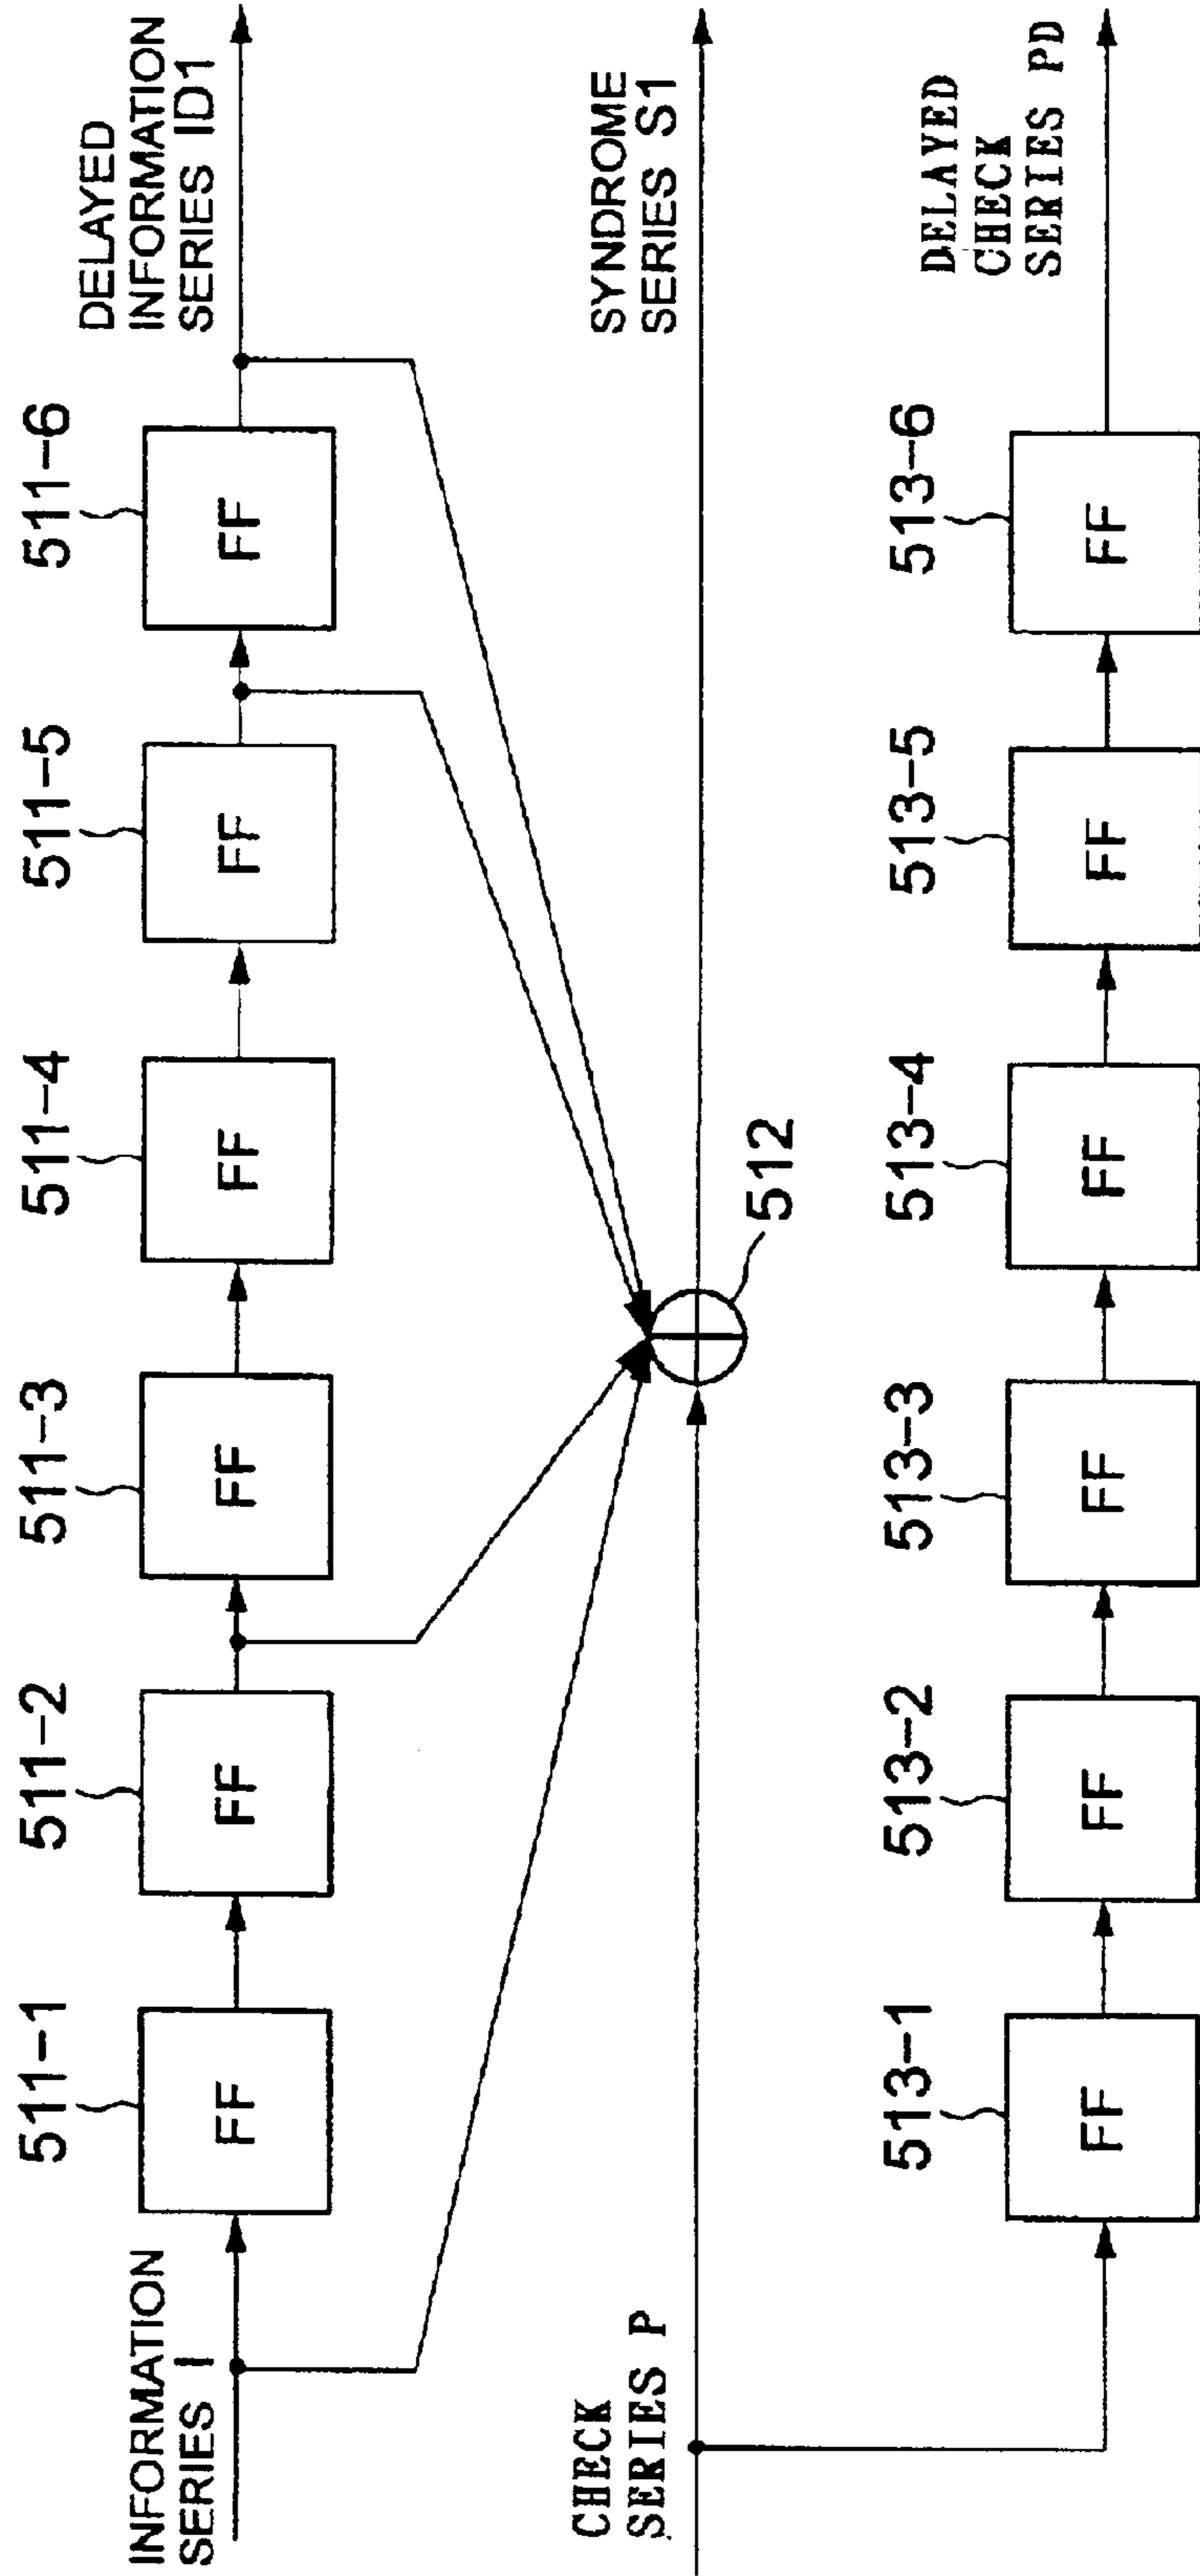 INFORMATION
SERIES I
511-1
FF
511-2
FF
511-3
FF
511-4
FF
511-5
FF
511-6
FF
DELAYED
INFORMATION
SERIES ID1
CHECK
SERIES P
512
SYNDROME
SERIES S1
513-1
FF
513-2
FF
513-3
FF
513-4
FF
513-5
FF
513-6
FF
DELAYED
CHECK
SERIES PD